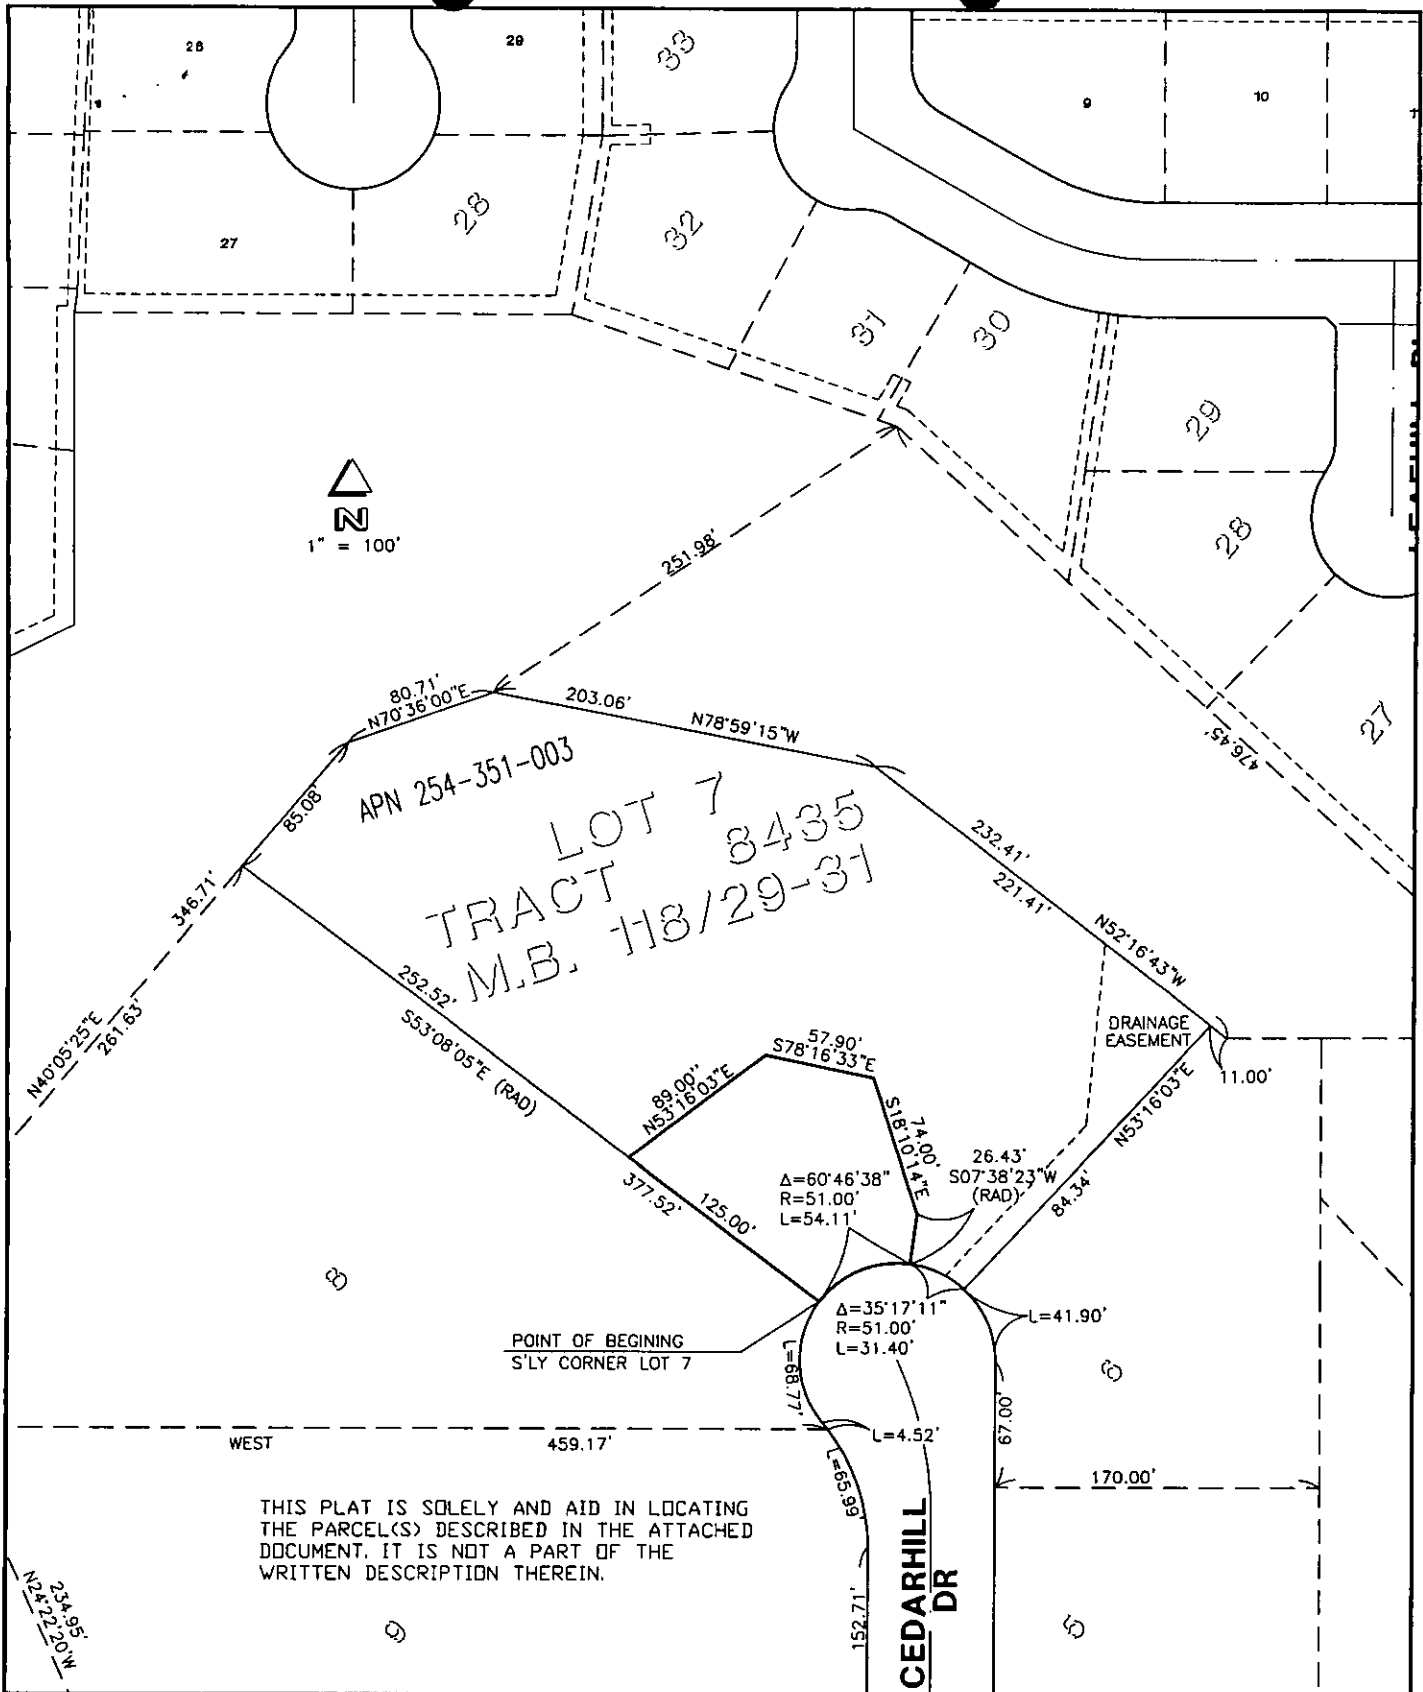 26
29
33
9
10
28
32
27
31
30
29
N
1" = 100'
28
251.98'
80.71'
N70°36'00"E
203.06'
N78°59'15"W
27
476.45'
APN 254-351-003
85.08'
LOT 7
TRACT 8435
M.B. 118/29-31
232.41'
221.41'
346.71'
N52°16'43"W
252.52'
S53°08'05"E (RAD)
N40°05'25"E
261.63'
DRAINAGE
EASEMENT
11.00'
57.90'
S78°16'33"E
89.00''
N53°16'03"E
74.00'
S18°10'14"E
N53°16'03"E
84.34'
26.43'
S07°38'23"W
(RAD)
377.52'
125.00'
Δ=60°46'38"
R=51.00'
L=54.11'
8
Δ=35°17'11"
R=51.00'
L=31.40'
L=41.90'
POINT OF BEGINING
S'LY CORNER LOT 7
L=68.77'
6
67.00'
L=4.52'
WEST
459.17'
L=65.99
170.00'
THIS PLAT IS SOLELY AND AID IN LOCATING
THE PARCEL(S) DESCRIBED IN THE ATTACHED
DOCUMENT. IT IS NOT A PART OF THE
WRITTEN DESCRIPTION THEREIN.
CEDARHILL
DR
152.71'
234.95'
N24°22'20"W
9
5